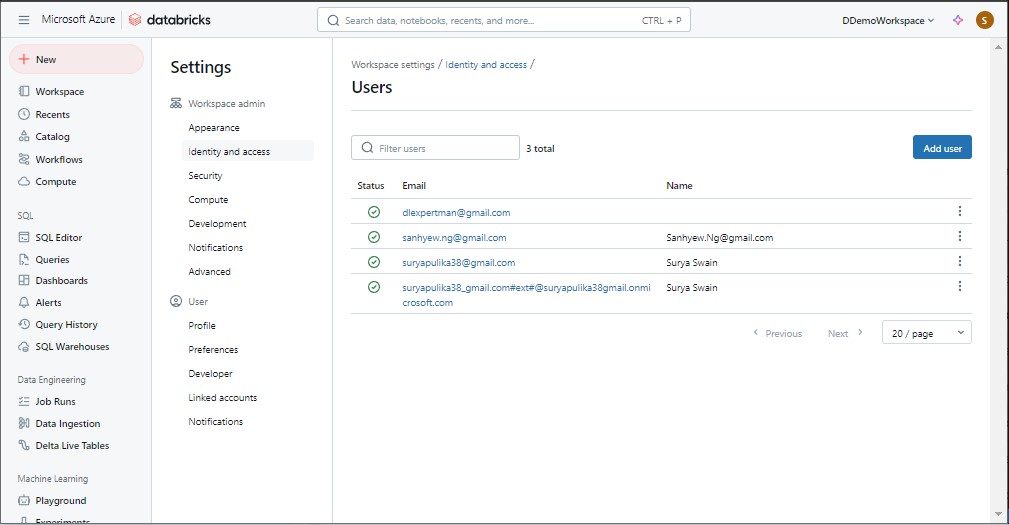 Microsoft Azure databricks Search data, notebooks, recents, and more... CTRL + P DDemoWorkspace S
New
Workspace
Recents
Catalog
Workflows
Compute
SQL
SQL Editor
Queries
Dashboards
Alerts
Query History
SQL Warehouses
Data Engineering
Job Runs
Data Ingestion
Delta Live Tables
Machine Learning
Playground
Experiments
Settings
Workspace admin
Appearance
Identity and access
Security
Compute
Development
Notifications
Advanced
User
Profile
Preferences
Developer
Linked accounts
Notifications
Workspace settings / Identity and access /
Users
Filter users 3 total Add user
Status Email Name
dlexpertman@gmail.com
sanhyew.ng@gmail.com Sanhyew.Ng@gmail.com
suryapulika38@gmail.com Surya Swain
suryapulika38_gmail.com#ext#@suryapulika38gmail.onmi Surya Swain
crosoft.com
Previous Next 20 / page